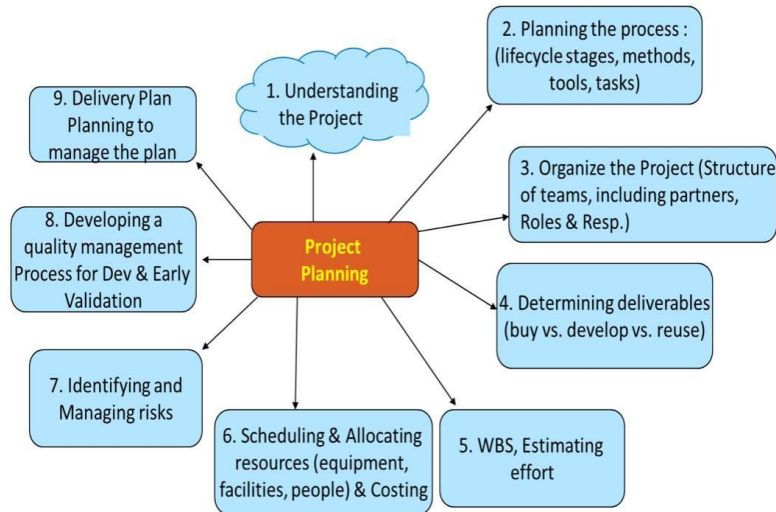 Project
Planning
1. Understanding
the Project
2. Planning the process :
(lifecycle stages, methods,
tools, tasks)
3. Organize the Project (Structure
of teams, including partners,
Roles & Resp.)
4. Determining deliverables
(buy vs. develop vs. reuse)
5. WBS, Estimating
effort
6. Scheduling & Allocating
resources (equipment,
facilities, people) & Costing
7. Identifying and
Managing risks
8. Developing a
quality management
Process for Dev & Early
Validation
9. Delivery Plan
Planning to
manage the plan